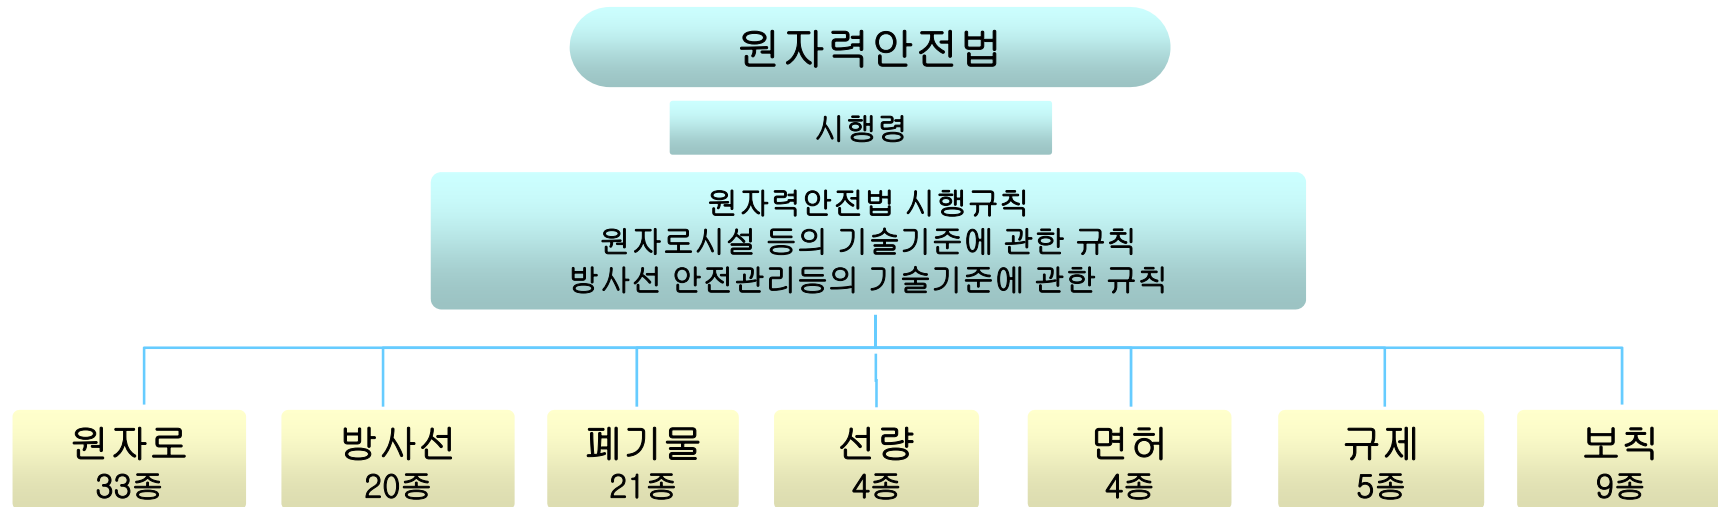 원자력안전법
시행령
원자력안전법 시행규칙
원자로시설 등의 기술기준에 관한 규칙
방사선 안전관리등의 기술기준에 관한 규칙
원자로
33종
방사선
20종
폐기물
21종
선량
4종
면허
4종
규제
5종
보칙
9종